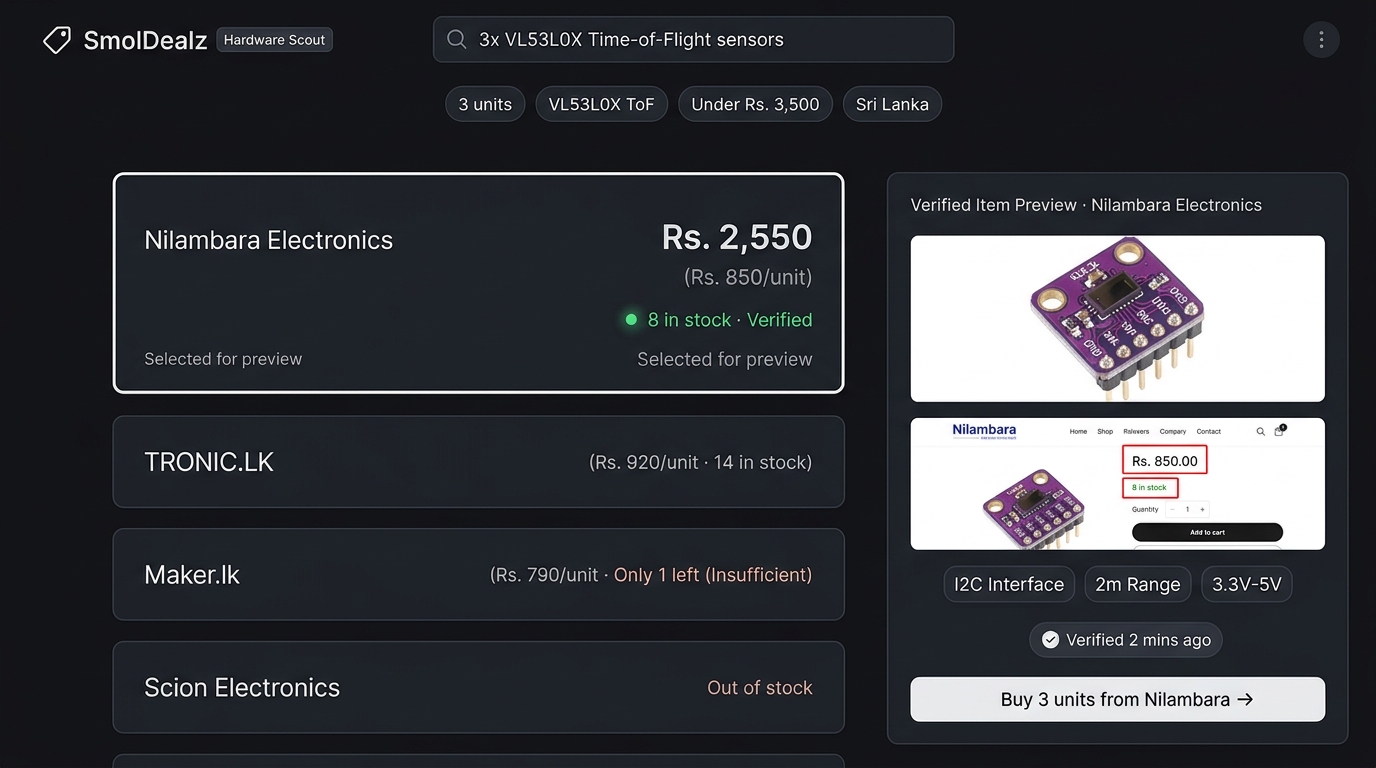 SmolDealz
Hardware Scout
3x VL53L0X Time-of-Flight sensors
3 units
VL53L0X ToF
Under Rs. 3,500
Sri Lanka
Nilambara Electronics
Rs. 2,550
(Rs. 850/unit)
8 in stock · Verified
Selected for preview
Selected for preview
TRONIC.LK
(Rs. 920/unit · 14 in stock)
Maker.lk
(Rs. 790/unit · Only 1 left (Insufficient)
Scion Electronics
Out of stock
Verified Item Preview · Nilambara Electronics
Nilambara
Home
Shop
Company
Contact
Rs. 850.00
8 in stock
Guanbty
- 1 +
Add to cart
I2C Interface
2m Range
3.3V-5V
Verified 2 mins ago
Buy 3 units from Nilambara →